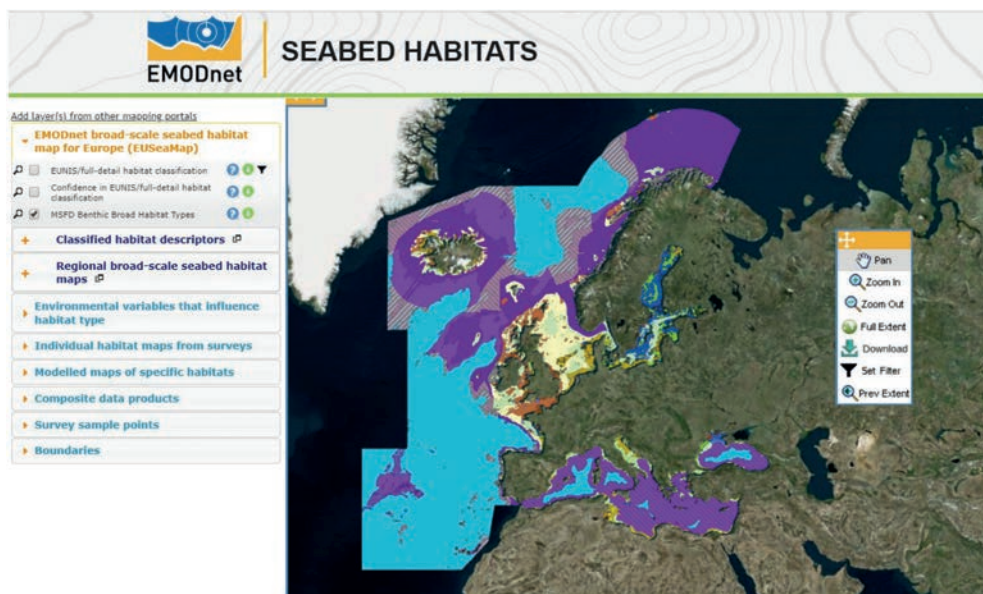 EMODnet
SEABED HABITATS
Add layer(s) from other mapping portals
EMODnet broad-scale seabed habitat
map for Europe (EUSeaMap)
EUNIS/full-detail habitat classification
Confidence in EUNIS/full-detail habitat
classification
MSFD Benthic Broad Habitat Types
Classified habitat descriptors
Regional broad-scale seabed habitat
maps
Environmental variables that influence
habitat type
Individual habitat maps from surveys
Modelled maps of specific habitats
Composite data products
Survey sample points
Boundaries
Pan
Zoom In
Zoom Out
Full Extent
Download
Set Filter
Prev Extent